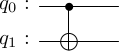 q₀ :
q₁ :